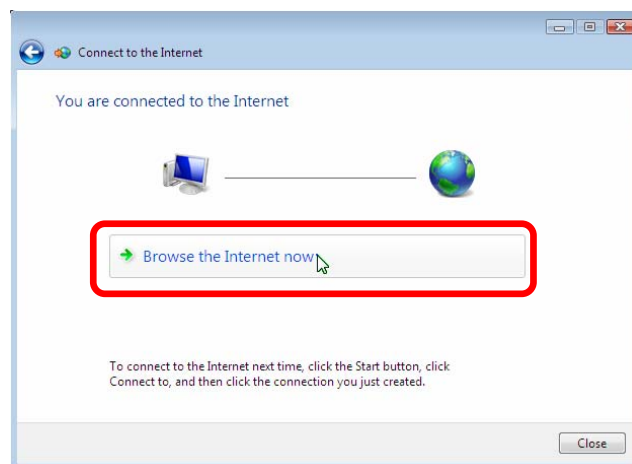 Connect to the Internet
You are connected to the Internet
Browse the Internet now
To connect to the Internet next time, click the Start button, click
Connect to, and then click the connection you just created.
Close